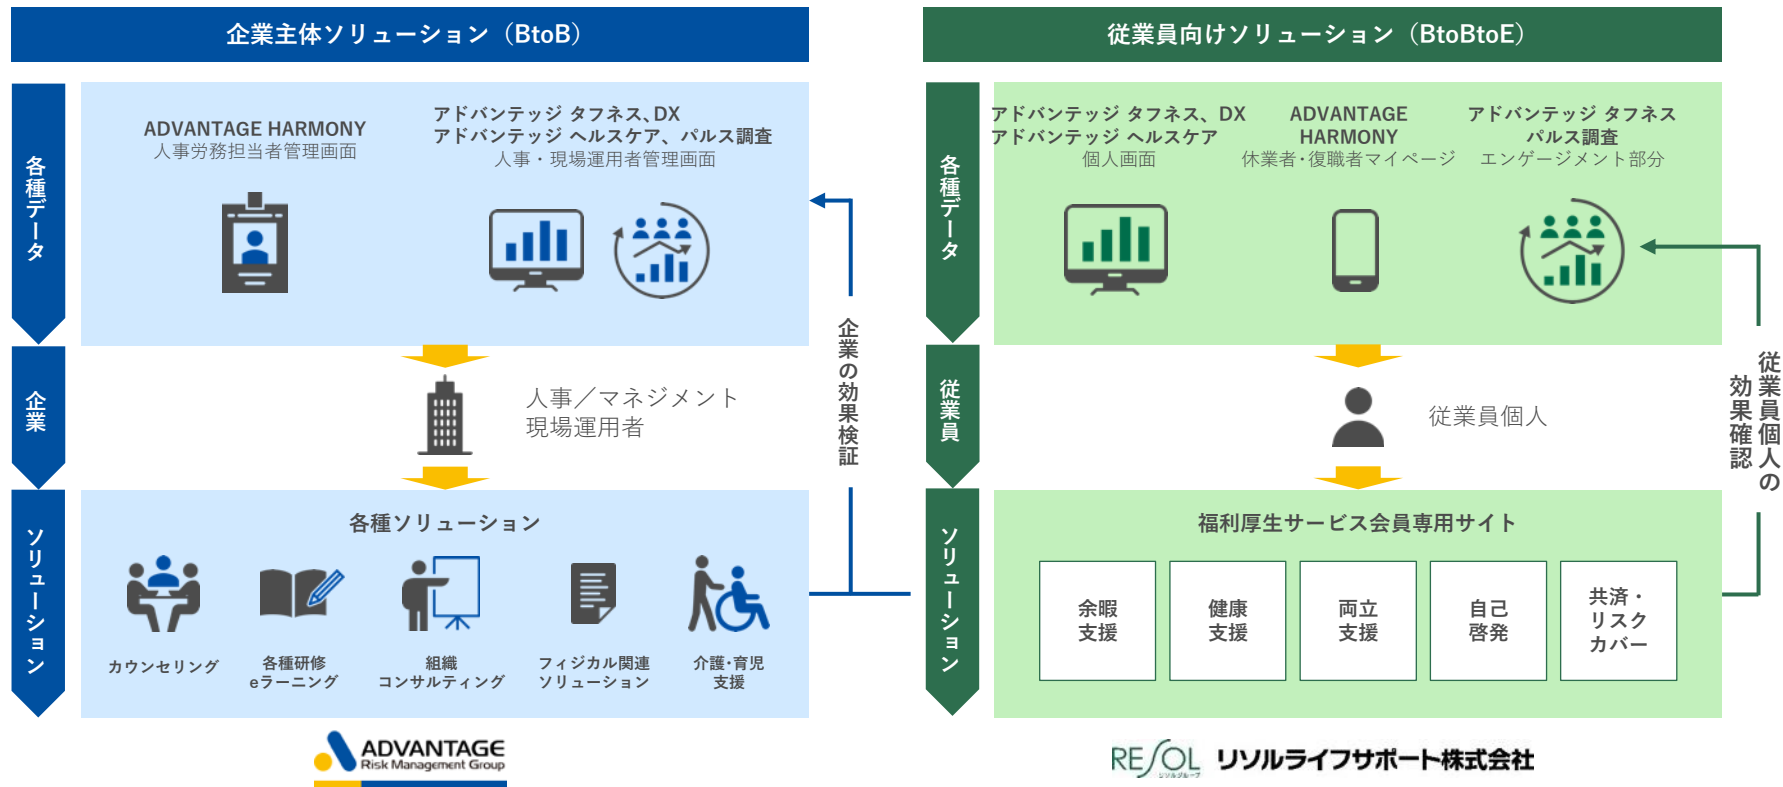 企業主体ソリューション（BtoB）
各種データ
ADVANTAGE HARMONY
人事労務担当者管理画面
アドバンテッジ タフネス、DX
アドバンテッジ ヘルスケア、パルス調査
人事・現場運用者管理画面
企業
人事／マネジメント
現場運用者
企業の効果検証
ソリューション
各種ソリューション
カウンセリング
各種研修
eラーニング
組織
コンサルティング
フィジカル関連
ソリューション
介護・育児
支援
ADVANTAGE
Risk Management Group
従業員向けソリューション（BtoBtoE）
各種データ
アドバンテッジ タフネス、DX
アドバンテッジ ヘルスケア
個人画面
ADVANTAGE
HARMONY
休業者・復職者マイページ
アドバンテッジ タフネス
パルス調査
エンゲージメント部分
従業員
従業員個人
従業員個人の
効果確認
ソリューション
福利厚生サービス会員専用サイト
余暇
支援
健康
支援
両立
支援
自己
啓発
共済・
リスク
カバー
RESOL
リソルグループ
リソルライフサポート株式会社